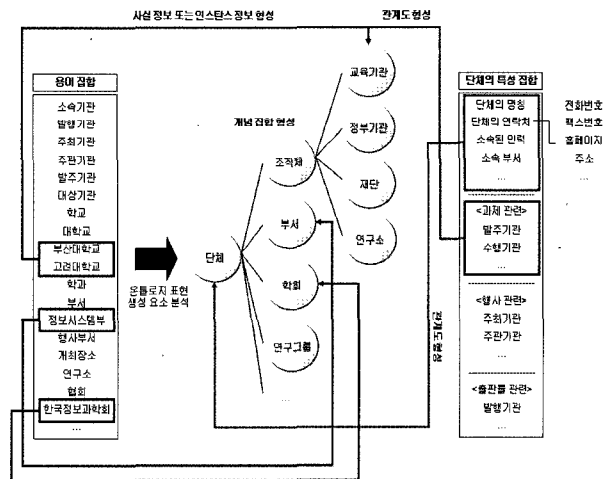 사실 정보 또는 인스턴스 정보 형성
관계도 형성
용어 집합
소속기관
발행기관
주최기관
주관기관
발주기관
대상기관
학교
대학교
부산대학교
고려대학교
학과
부서
정보시스템부
행사부서
개최장소
연구소
협회
한국정보과학회
...
온톨로지 표현
생성 요소 분석
개념 집합 형성
단체
조직체
부서
학회
연구그룹
...
교육기관
정부기관
재단
연구소
관계도 형성
단체의 특성 집합
단체의 명칭
단체의 연락처
소속된 인력
소속 부서
...
<과제 관련>
발주기관
수행기관
...
<행사 관련>
주최기관
주관기관
...
<출판물 관련>
발행기관
...
전화번호
팩스번호
홈페이지
주소
...